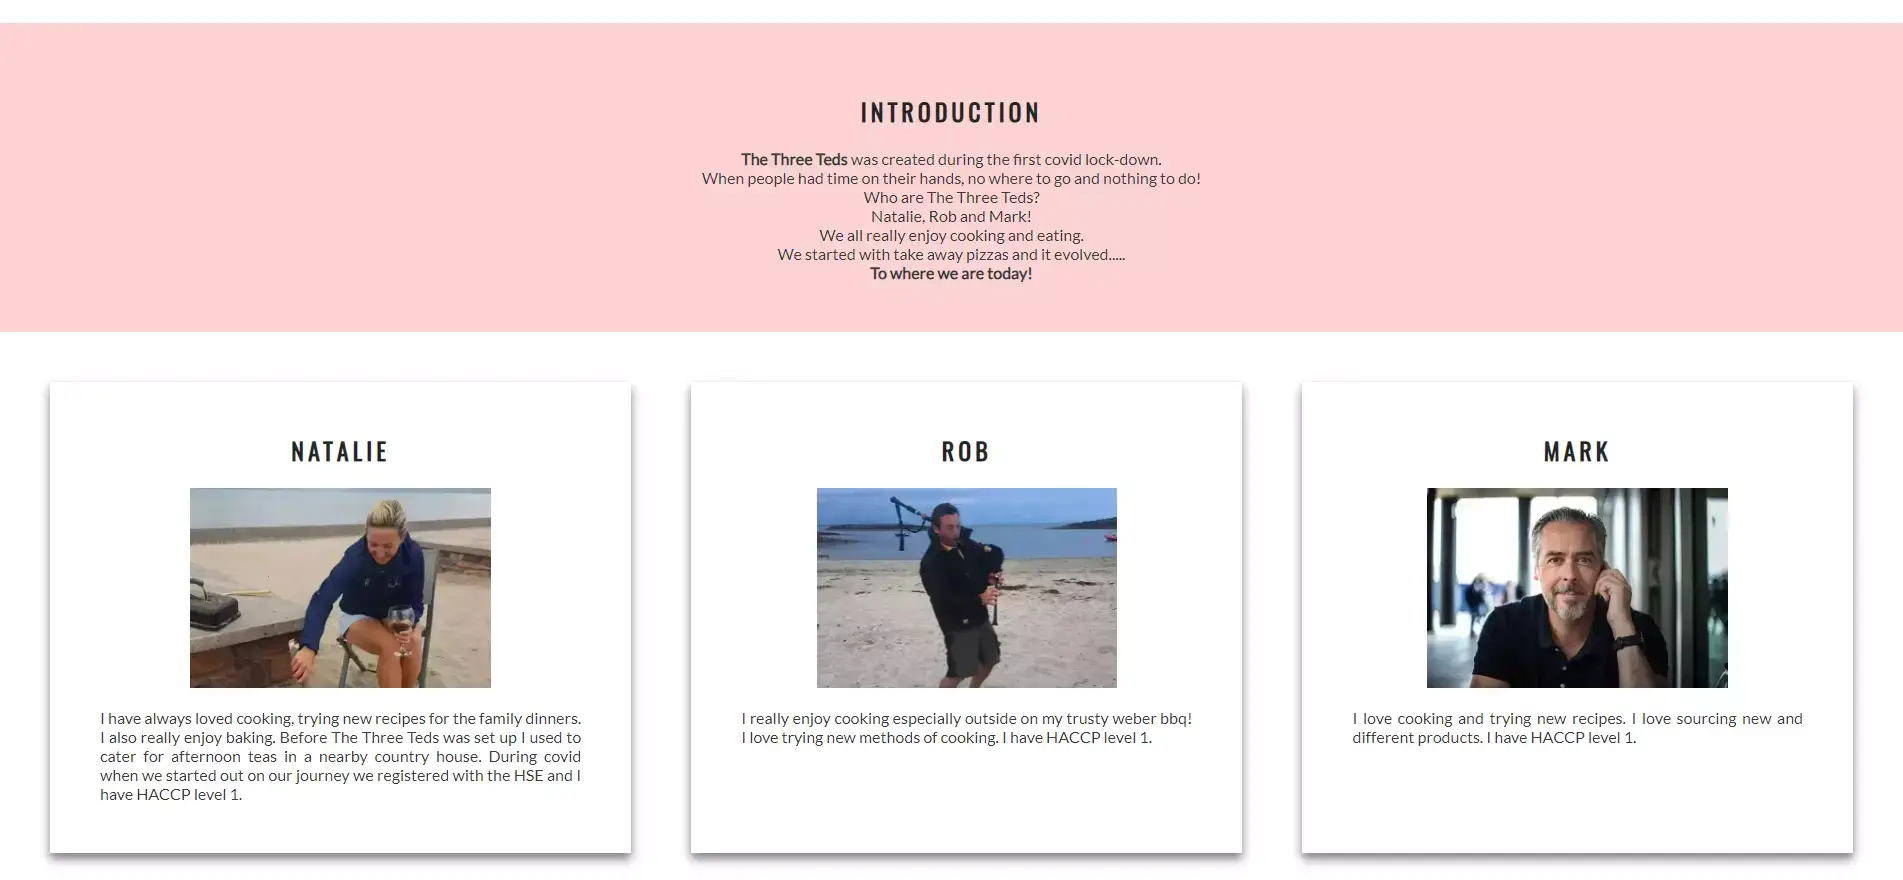 INTRODUCTION
The Three Teds was created during the first covid lock-down.
When people had time on their hands, no where to go and nothing to do!
Who are The Three Teds?
Natalie, Rob and Mark!
We all really enjoy cooking and eating.
We started with take away pizzas and it evolved.....
To where we are today!
NATALIE
I have always loved cooking, trying new recipes for the family dinners.
I also really enjoy baking. Before The Three Teds was set up I used to
cater for afternoon teas in a nearby country house. During covid
when we started out on our journey we registered with the HSE and I
have HACCP level 1.
ROB
I really enjoy cooking especially outside on my trusty weber bbq!
I love trying new methods of cooking. I have HACCP level 1.
MARK
I love cooking and trying new recipes. I love sourcing new and
different products. I have HACCP level 1.